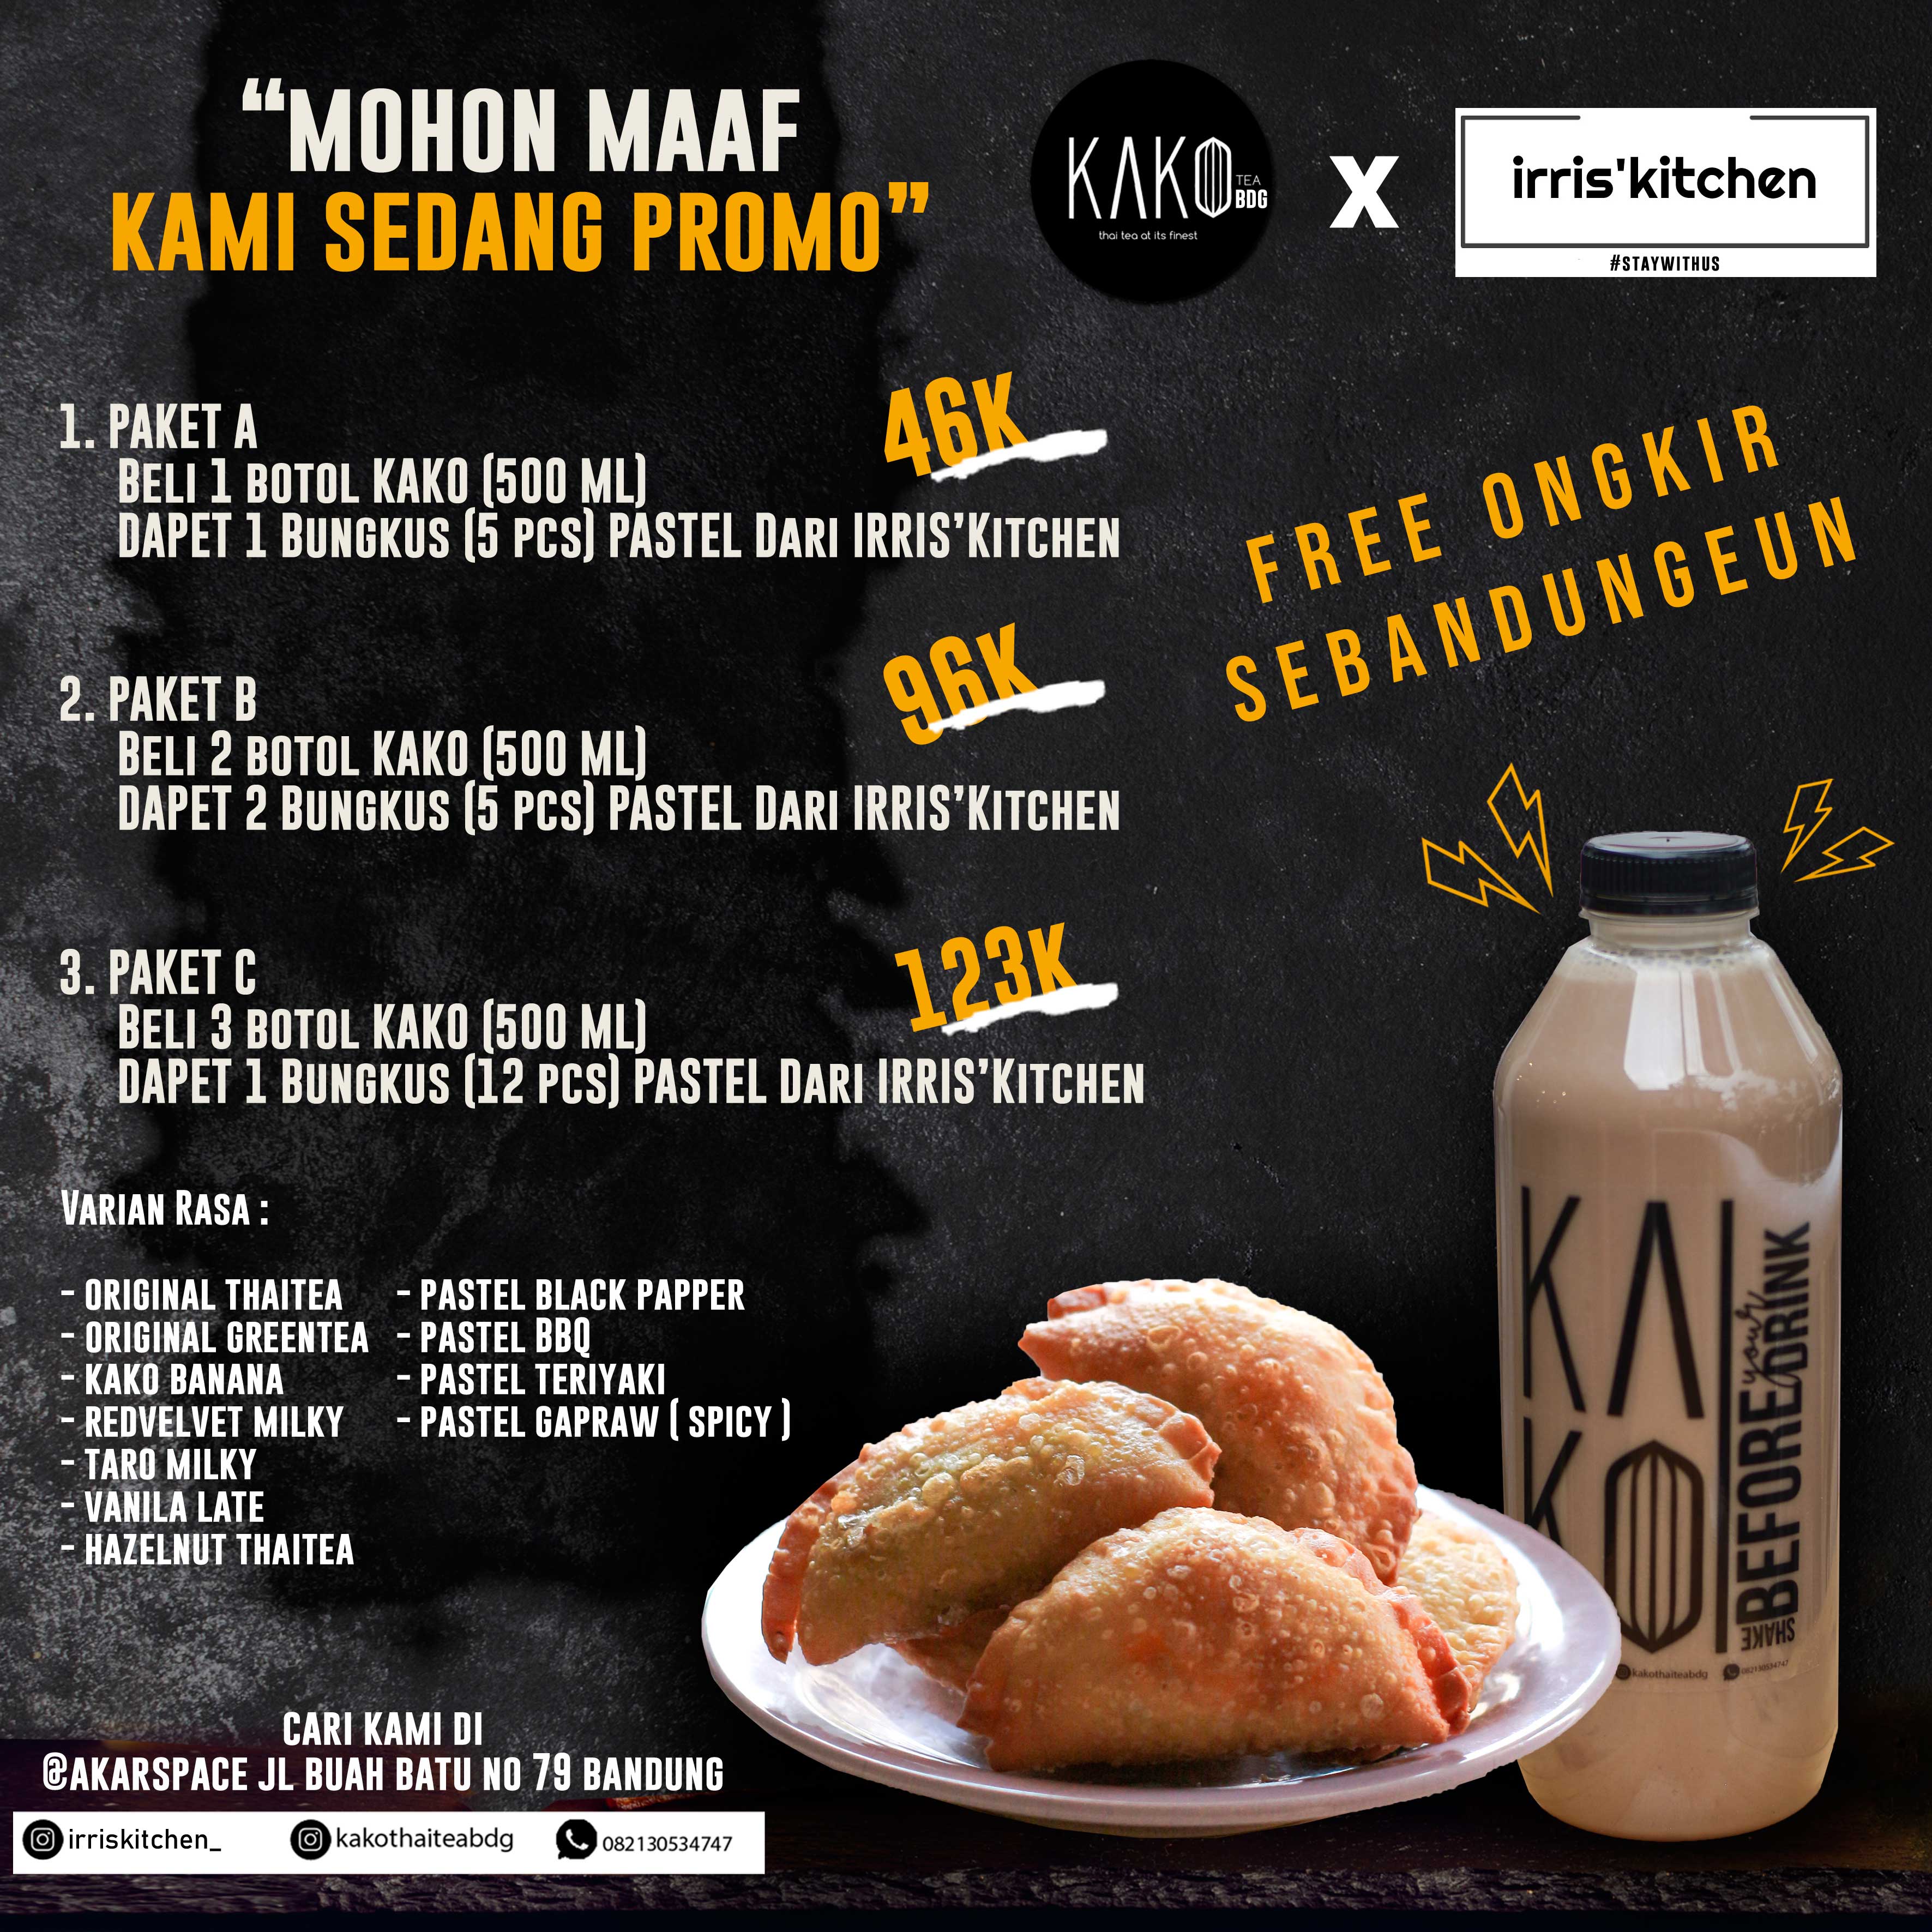 “MOHON MAAF
KAMI SEDANG PROMO”
KAKO TEA BDG
thai tea at its finest
X
irris'kitchen
#STAYWITHUS
1. PAKET A
46K
BELI 1 BOTOL KAKO (500 ML)
DAPET 1 BUNGKUS (5 PCS) PASTEL DARI IRRIS’KITCHEN
FREE ONGKIR
SEBANDUNGEUN
2. PAKET B
96K
BELI 2 BOTOL KAKO (500 ML)
DAPET 2 BUNGKUS (5 PCS) PASTEL DARI IRRIS’KITCHEN
3. PAKET C
123K
BELI 3 BOTOL KAKO (500 ML)
DAPET 1 BUNGKUS (12 PCS) PASTEL DARI IRRIS’KITCHEN
VARIAN RASA :
- ORIGINAL THAITEA
- ORIGINAL GREENTEA
- KAKO BANANA
- REDVELVET MILKY
- TARO MILKY
- VANILA LATE
- HAZELNUT THAITEA
- PASTEL BLACK PAPPER
- PASTEL BBQ
- PASTEL TERIYAKI
- PASTEL GAPRAW ( SPICY )
KA
KO
SHAKE BEFORE your DRINK
kakothaiteabdg 082130534747
CARI KAMI DI
@AKARSPACE JL BUAH BATU NO 79 BANDUNG
irriskitchen_ kakothaiteabdg 082130534747